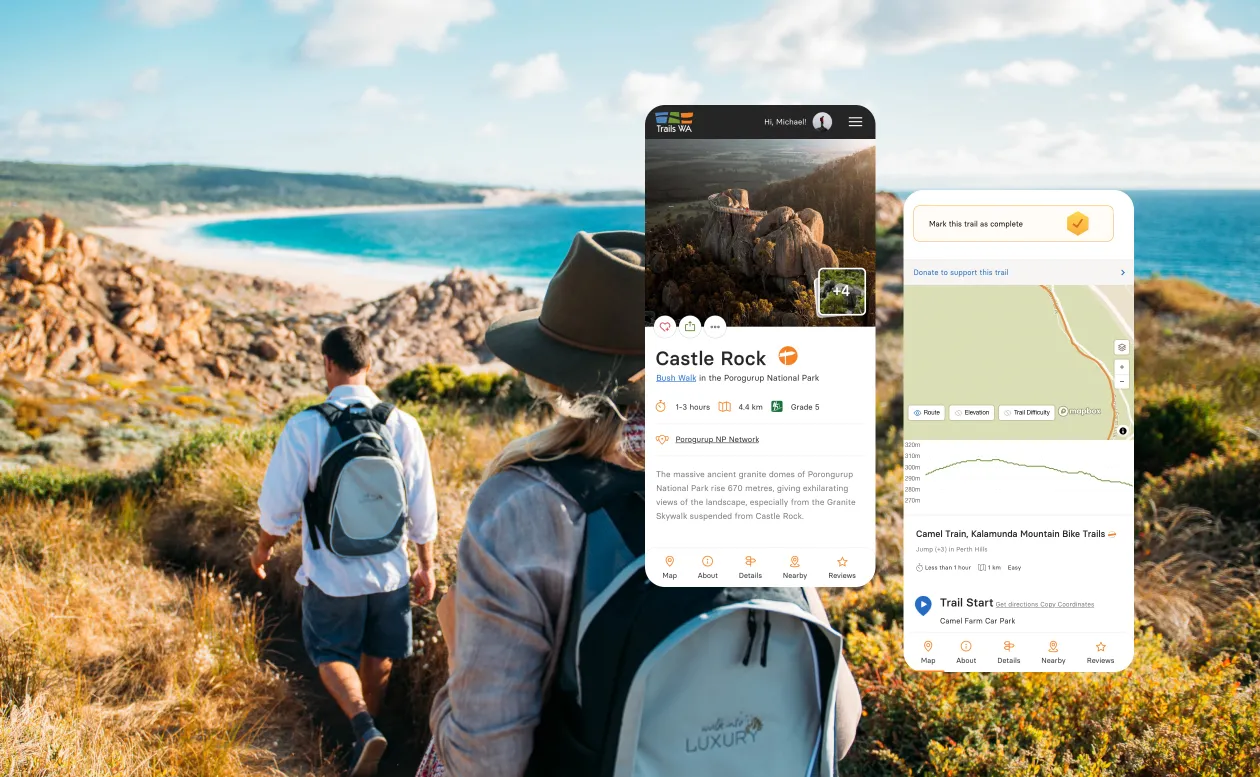 Trails WA
Hi, Michael!
+4
Castle Rock
Bush Walk in the Porogurup National Park
1-3 hours 4.4 km Grade 5
Porogurup NP Network
The massive ancient granite domes of Porongurup
National Park rise 670 metres, giving exhilarating
views of the landscape, especially from the Granite
Skywalk suspended from Castle Rock.
Map About Details Nearby Reviews
Mark this trail as complete
Donate to support this trail
+
−
Route Elevation Trail Difficulty mapbox
320m
310m
300m
290m
280m
270m
Camel Train, Kalamunda Mountain Bike Trails
Jump (+3) in Perth Hills
Less than 1 hour 1 km Easy
Trail Start Get directions Copy Coordinates
Camel Farm Car Park
Map About Details Nearby Reviews
walk into
LUXURY